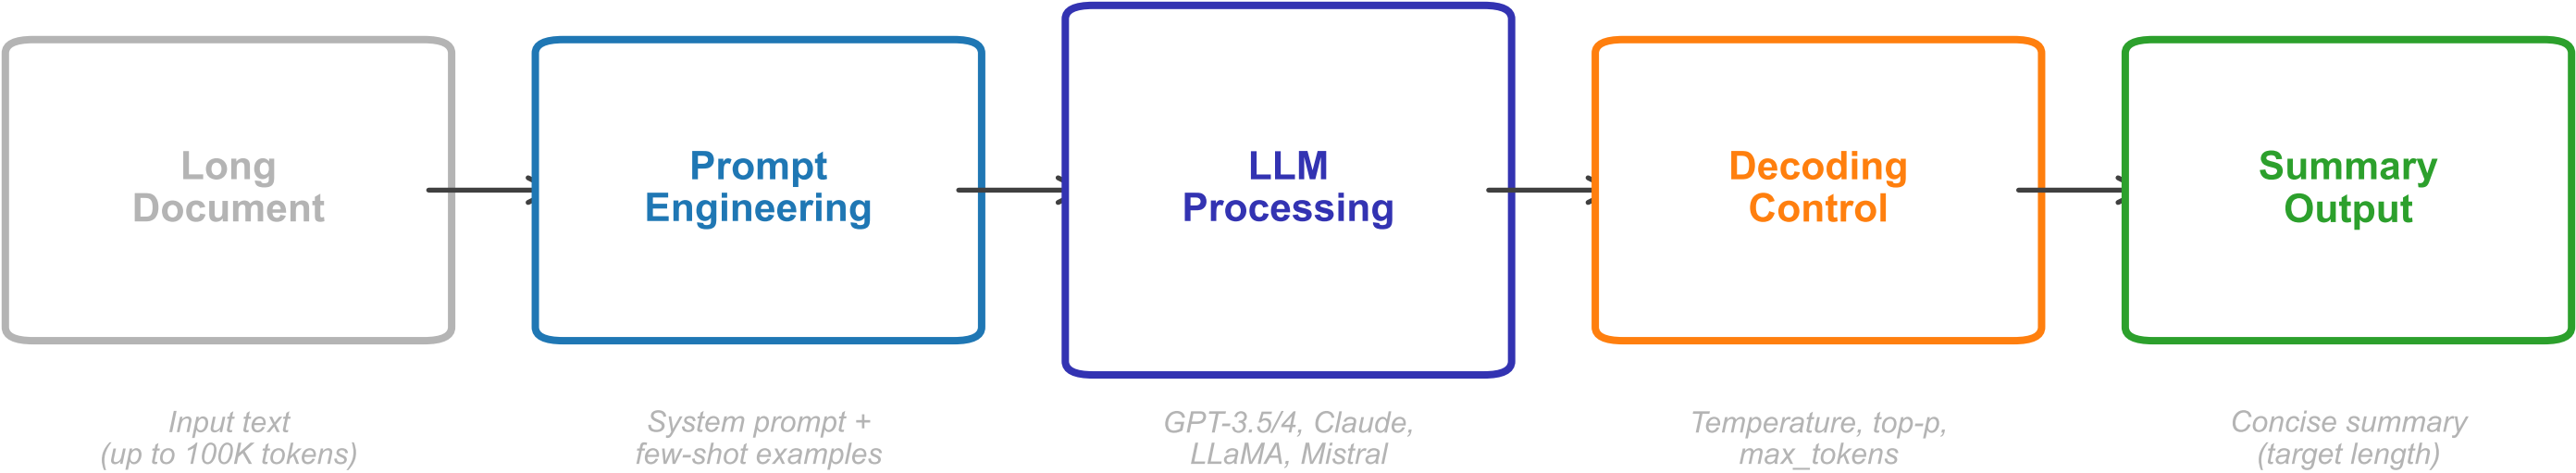 Long
Document
Prompt
Engineering
LLM
Processing
Decoding
Control
Summary
Output
Input text
(up to 100K tokens)
System prompt +
few-shot examples
GPT-3.5/4, Claude,
LLaMA, Mistral
Temperature, top-p,
max_tokens
Concise summary
(target length)